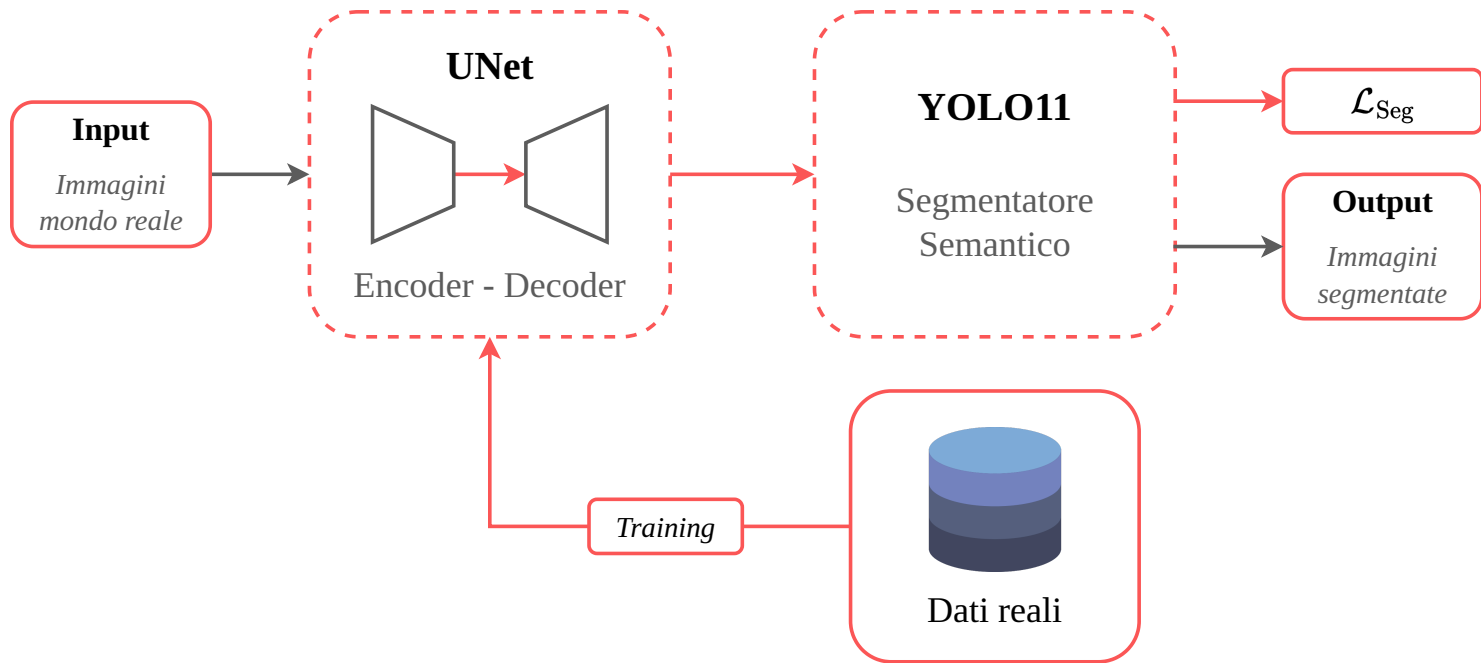 Input
Immagini
mondo reale
UNet
Encoder - Decoder
YOLO11
Segmentatore
Semantico
ℒSeg
Output
Immagini
segmentate
Training
Dati reali